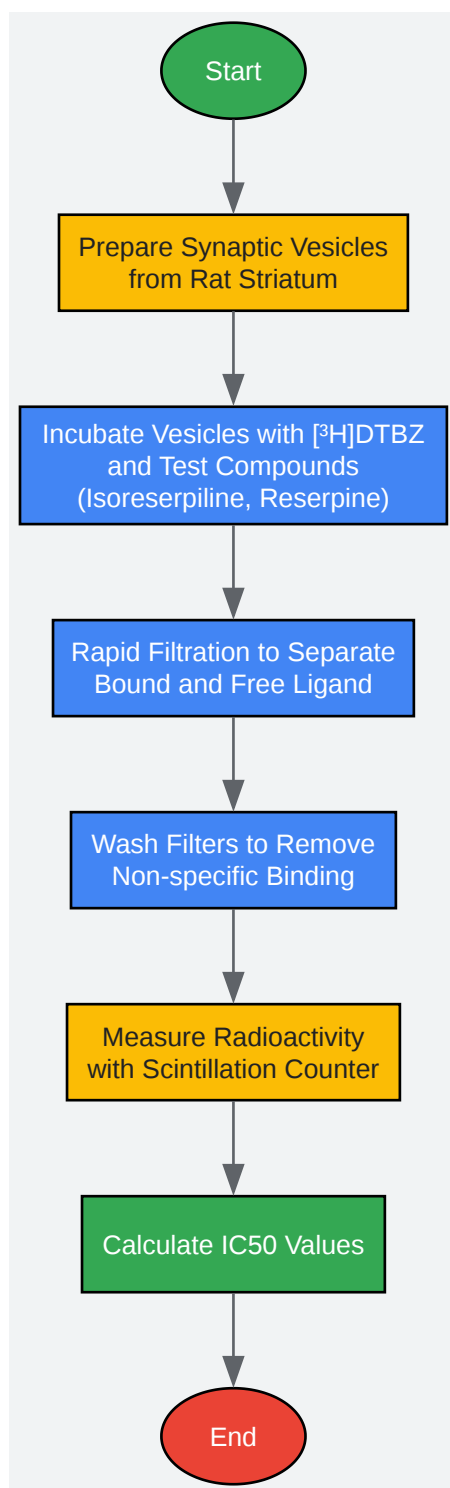 Start
Prepare Synaptic Vesicles
from Rat Striatum
Incubate Vesicles with [³H]DTBZ
and Test Compounds
(Isoreserpiline, Reserpine)
Rapid Filtration to Separate
Bound and Free Ligand
Wash Filters to Remove
Non-specific Binding
Measure Radioactivity
with Scintillation Counter
Calculate IC50 Values
End